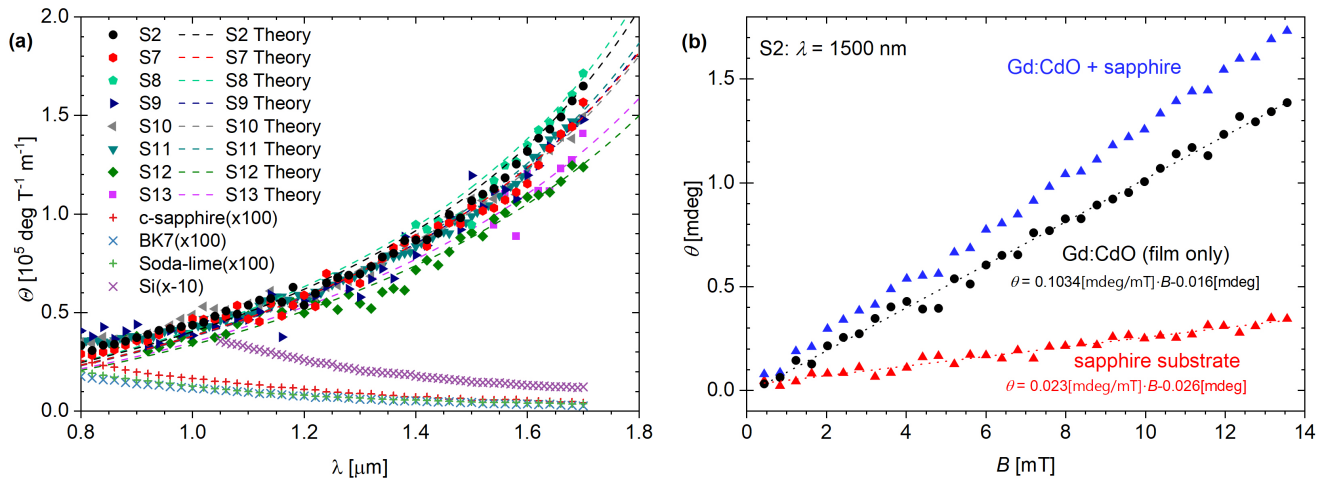 (a)
Θ [10⁵ deg T⁻¹ m⁻¹]
2.0
1.5
1.0
0.5
0.0
S2 S2 Theory
S7 S7 Theory
S8 S8 Theory
S9 S9 Theory
S10 S10 Theory
S11 S11 Theory
S12 S12 Theory
S13 S13 Theory
c-sapphire(x100)
BK7(x100)
Soda-lime(x100)
Si(x-10)
0.8 1.0 1.2 1.4 1.6 1.8
λ [μm]
(b)
S2: λ = 1500 nm
θ [mdeg]
1.5
1.0
0.5
0.0
Gd:CdO + sapphire
Gd:CdO (film only)
θ = 0.1034[mdeg/mT]·B-0.016[mdeg]
sapphire substrate
θ = 0.023[mdeg/mT]·B-0.026[mdeg]
0 2 4 6 8 10 12 14
B [mT]